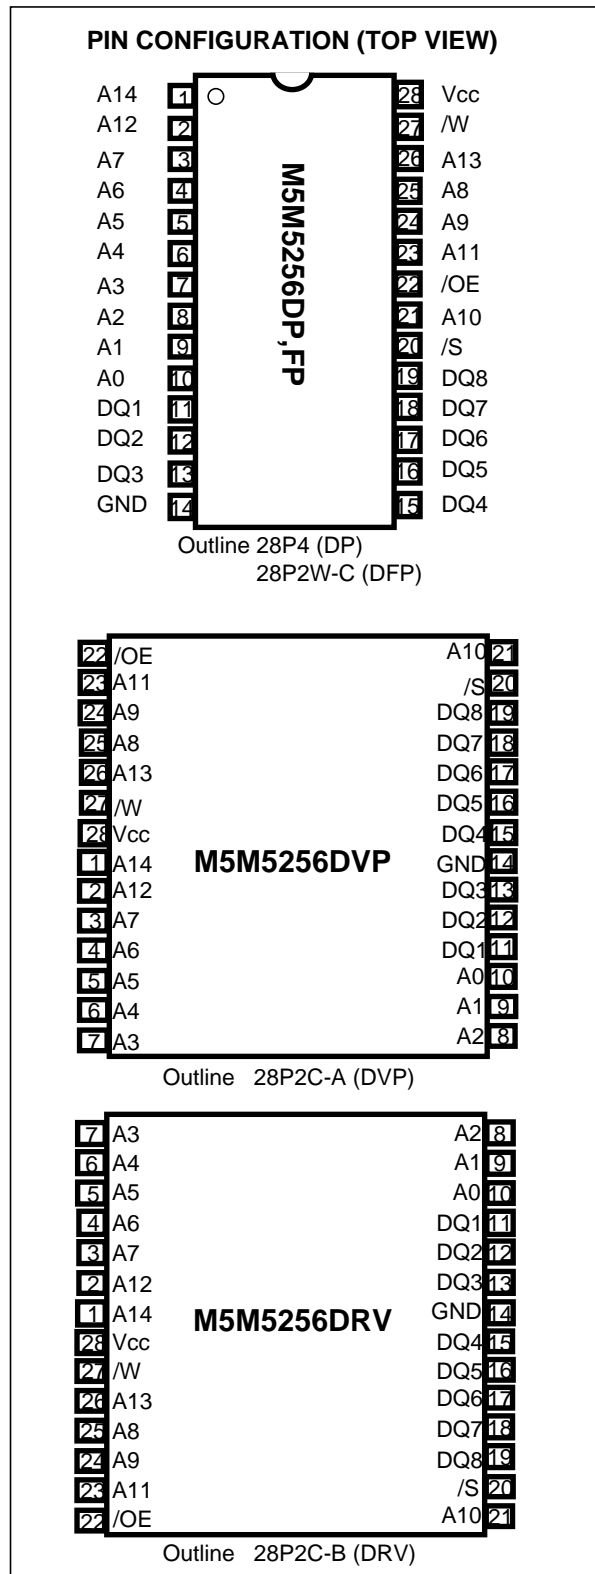 PIN CONFIGURATION (TOP VIEW)
A14 1 28 Vcc
A12 2 27 /W
A7 3 26 A13
A6 4 25 A8
A5 5 24 A9
A4 6 23 A11
A3 7 22 /OE
A2 8 21 A10
A1 9 20 /S
A0 10 19 DQ8
DQ1 11 18 DQ7
DQ2 12 17 DQ6
DQ3 13 16 DQ5
GND 14 15 DQ4
M5M5256DP,FP
Outline 28P4 (DP)
28P2W-C (DFP)
22 /OE A10 21
23 A11 /S 20
24 A9 DQ8 19
25 A8 DQ7 18
26 A13 DQ6 17
27 /W DQ5 16
28 Vcc DQ4 15
1 A14 M5M5256DVP GND 14
2 A12 DQ3 13
3 A7 DQ2 12
4 A6 DQ1 11
5 A5 A0 10
6 A4 A1 9
7 A3 A2 8
Outline 28P2C-A (DVP)
7 A3 A2 8
6 A4 A1 9
5 A5 A0 10
4 A6 DQ1 11
3 A7 DQ2 12
2 A12 DQ3 13
1 A14 M5M5256DRV GND 14
28 Vcc DQ4 15
27 /W DQ5 16
26 A13 DQ6 17
25 A8 DQ7 18
24 A9 DQ8 19
23 A11 /S 20
22 /OE A10 21
Outline 28P2C-B (DRV)